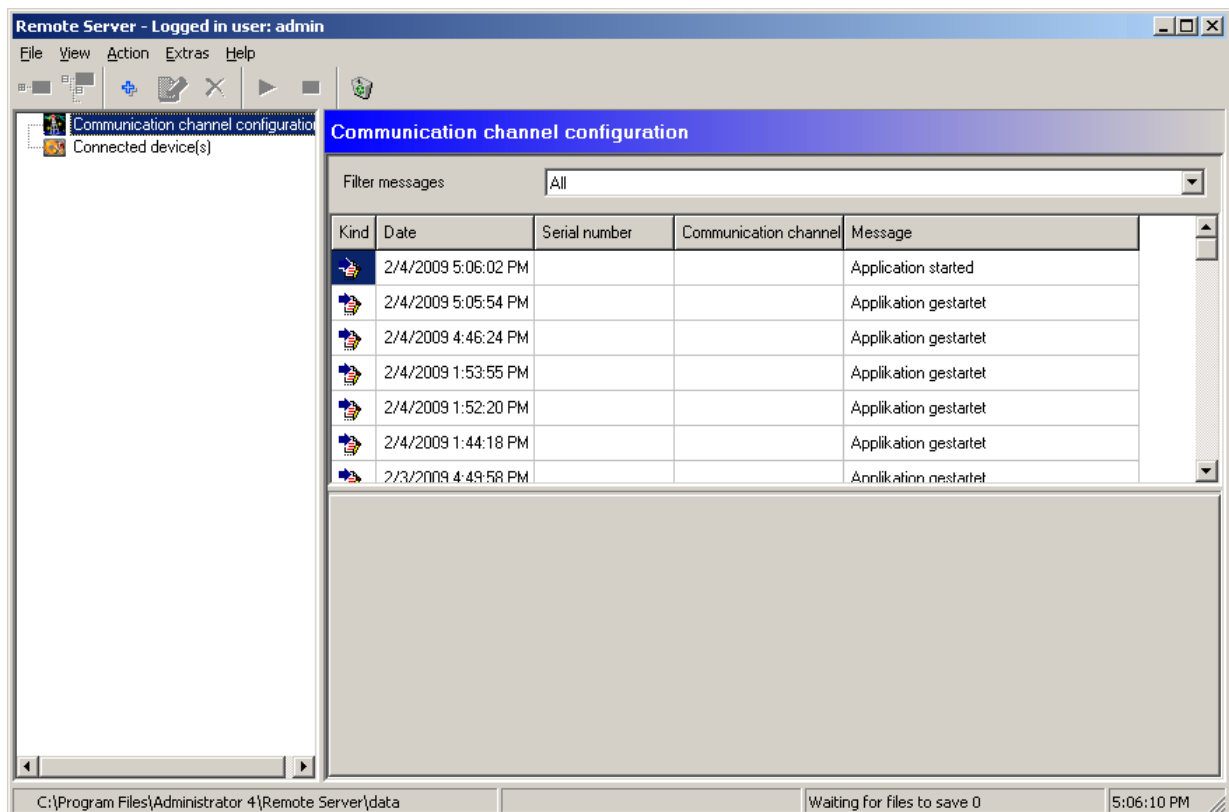 Remote Server - Logged in user: admin
File View Action Extras Help
Communication channel configuration
Connected device(s)
Communication channel configuration
Filter messages All
Kind Date Serial number Communication channel Message
2/4/2009 5:06:02 PM Application started
2/4/2009 5:05:54 PM Applikation gestartet
2/4/2009 4:46:24 PM Applikation gestartet
2/4/2009 1:53:55 PM Applikation gestartet
2/4/2009 1:52:20 PM Applikation gestartet
2/4/2009 1:44:18 PM Applikation gestartet
2/3/2009 4:49:58 PM Applikation gestartet
C:\Program Files\Administrator 4\Remote Server\data Waiting for files to save 0 5:06:10 PM